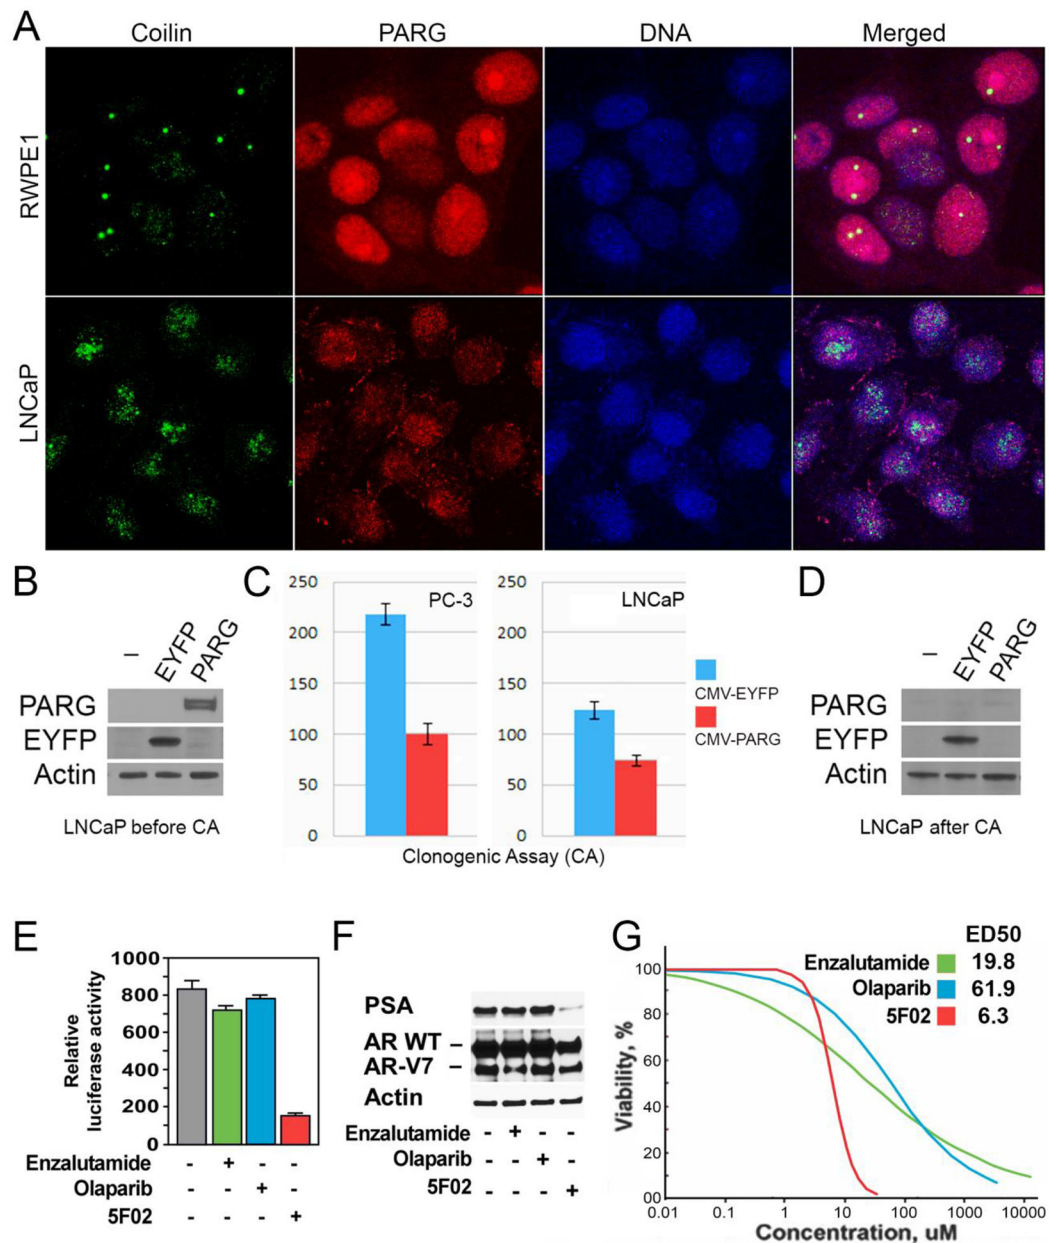 A
Coilin PARG DNA Merged
RWPE1
LNCaP
B
– EYFP PARG
PARG
EYFP
Actin
LNCaP before CA
C
250
200
150
100
50
0
PC-3
250
200
150
100
50
0
LNCaP
CMV-EYFP
CMV-PARG
Clonogenic Assay (CA)
D
– EYFP PARG
PARG
EYFP
Actin
LNCaP after CA
E
Relative
luciferase activity
1000
800
600
400
200
0
Enzalutamide - + - -
Olaparib - - + -
5F02 - - - +
F
PSA
AR WT –
AR-V7 –
Actin
Enzalutamide - + - -
Olaparib - - + -
5F02 - - - +
G
ED50
Enzalutamide 19.8
Olaparib 61.9
5F02 6.3
Viability, %
100
80
60
40
20
00
0.01 0.1 1 10 100 1000 10000
Concentration, uM